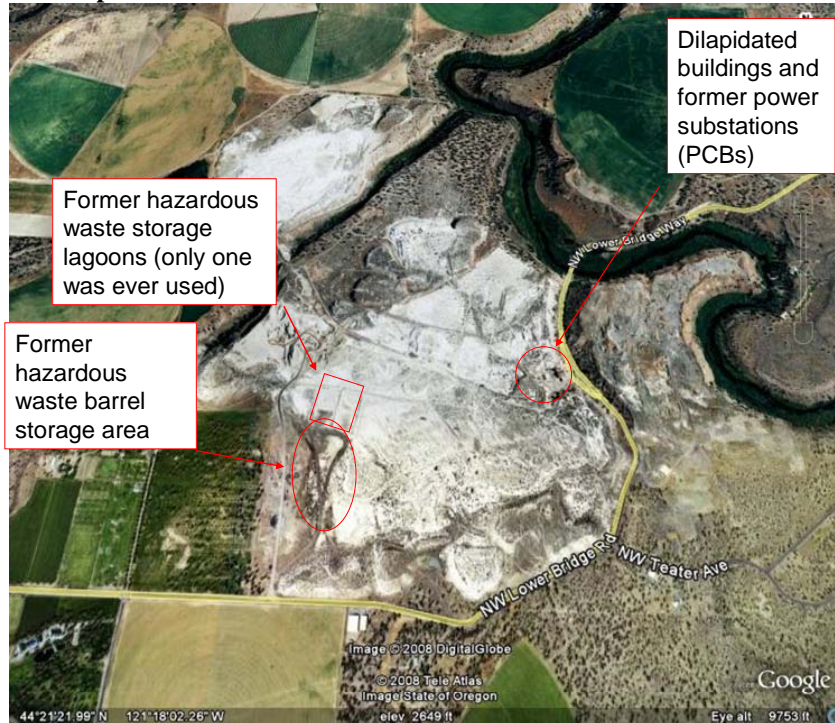 Dilapidated
buildings and
former power
substations
(PCBs)
Former hazardous
waste storage
lagoons (only one
was ever used)
Former
hazardous
waste barrel
storage area
NW Lower Bridge Way
NW Lower Bridge Rd
NW Teater Ave
Image © 2008 DigitalGlobe
© 2008 Tele Atlas
Image State of Oregon
Google
44°21'21.99" N 121°18'02.26" W elev 2649 ft Eye alt 9753 ft